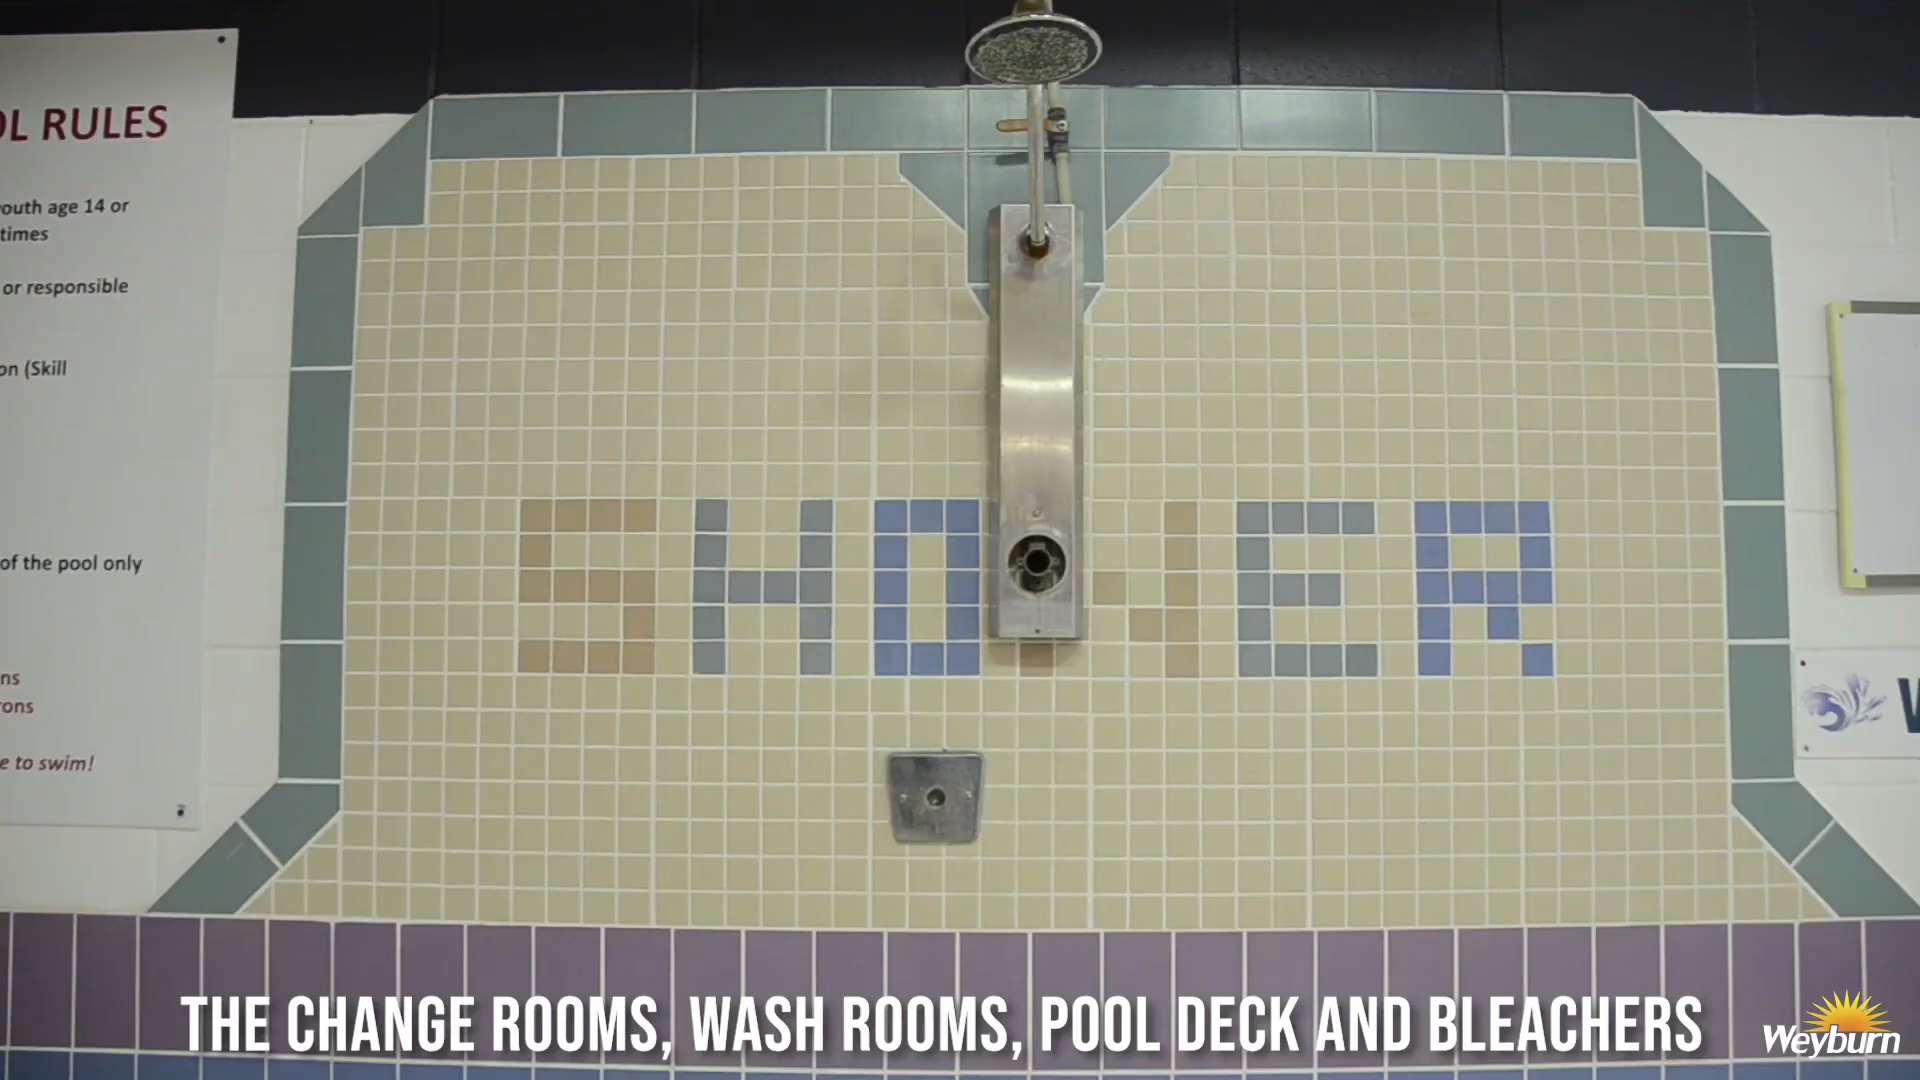 OL RULES
outh age 14 or
times
or responsible
on (Skill
of the pool only
ns
rons
e to swim!
SHOWER
W
THE CHANGE ROOMS, WASH ROOMS, POOL DECK AND BLEACHERS
Weyburn